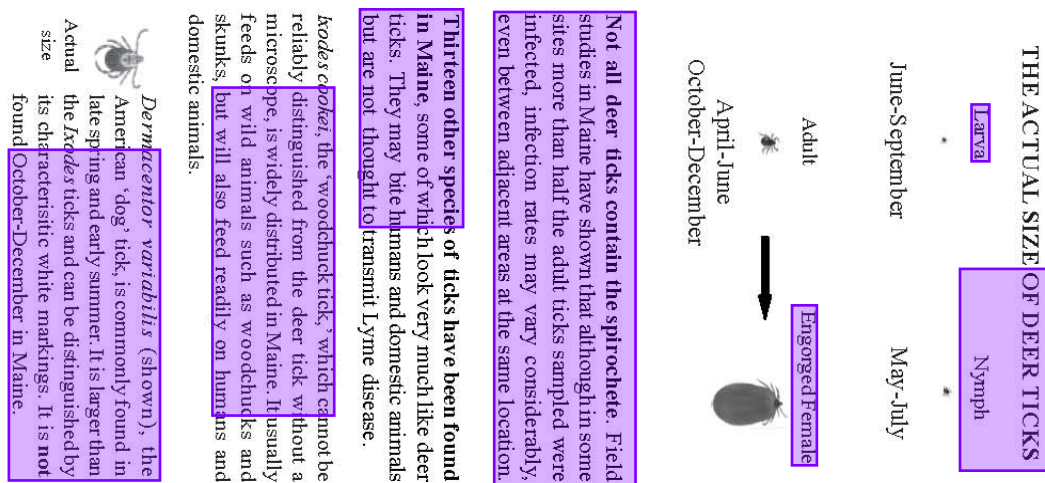 THE ACTUAL SIZE OF DEER TICKS
Larva Nymph
June-September May-July
Adult Engorged Female
April-June
October-December
Not all deer ticks contain the spirochete. Field
studies in Maine have shown that although in some
sites more than half the adult ticks sampled were
infected, infection rates may vary considerably,
even between adjacent areas at the same location.
Thirteen other species of ticks have been found
in Maine, some of which look very much like deer
ticks. They may bite humans and domestic animals
but are not thought to transmit Lyme disease.
Ixodes cookei, the 'woodchuck tick,' which cannot be
reliably distinguished from the deer tick without a
microscope, is widely distributed in Maine. It usually
feeds on wild animals such as woodchucks and
skunks, but will also feed readily on humans and
domestic animals.
Dermacentor variabilis (shown), the
American 'dog' tick, is commonly found in
late spring and early summer. It is larger than
the Ixodes ticks and can be distinguished by
its characterisitic white markings. It is not
found October-December in Maine.
Actual
size